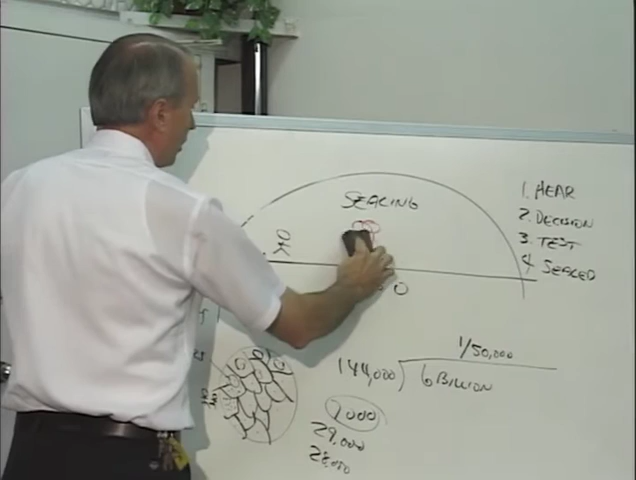 SEALING
1. HEAR
2. DECISION
3. TEST
4 SEALED
1/50,000
144,000) 6 BILLION
7000
29,000
28,000